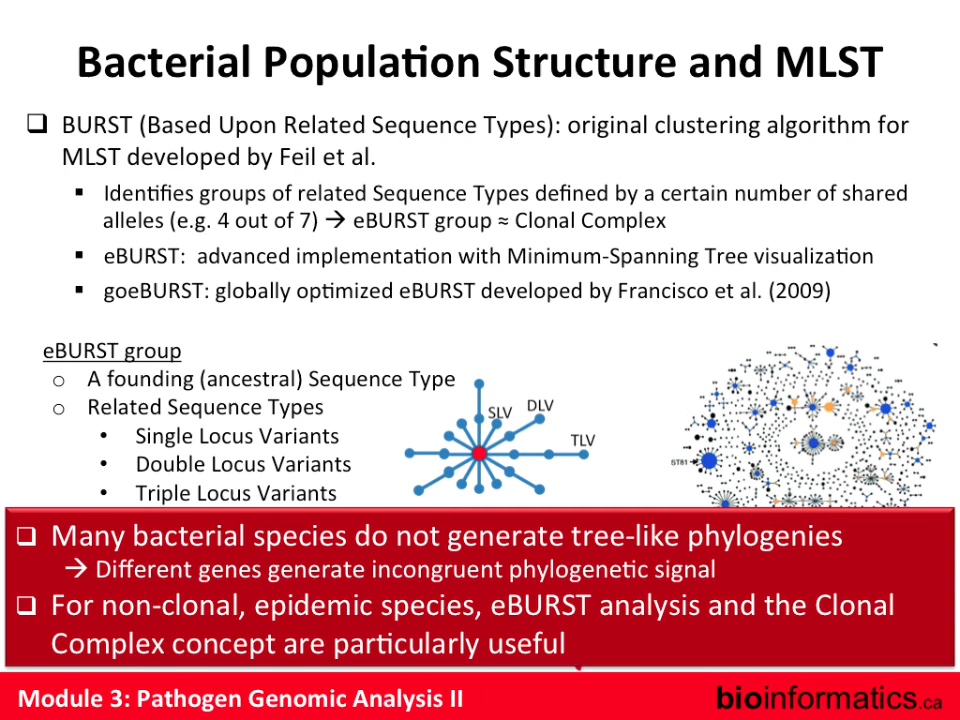 Bacterial Population Structure and MLST
❑ BURST (Based Upon Related Sequence Types): original clustering algorithm for
MLST developed by Feil et al.
▪ Identifies groups of related Sequence Types defined by a certain number of shared
alleles (e.g. 4 out of 7) → eBURST group ≈ Clonal Complex
▪ eBURST: advanced implementation with Minimum-Spanning Tree visualization
▪ goeBURST: globally optimized eBURST developed by Francisco et al. (2009)
eBURST group
o A founding (ancestral) Sequence Type
o Related Sequence Types
• Single Locus Variants
• Double Locus Variants
• Triple Locus Variants
SLV
DLV
TLV
ST81
❑ Many bacterial species do not generate tree-like phylogenies
→ Different genes generate incongruent phylogenetic signal
❑ For non-clonal, epidemic species, eBURST analysis and the Clonal
Complex concept are particularly useful
Module 3: Pathogen Genomic Analysis II
bioinformatics.ca